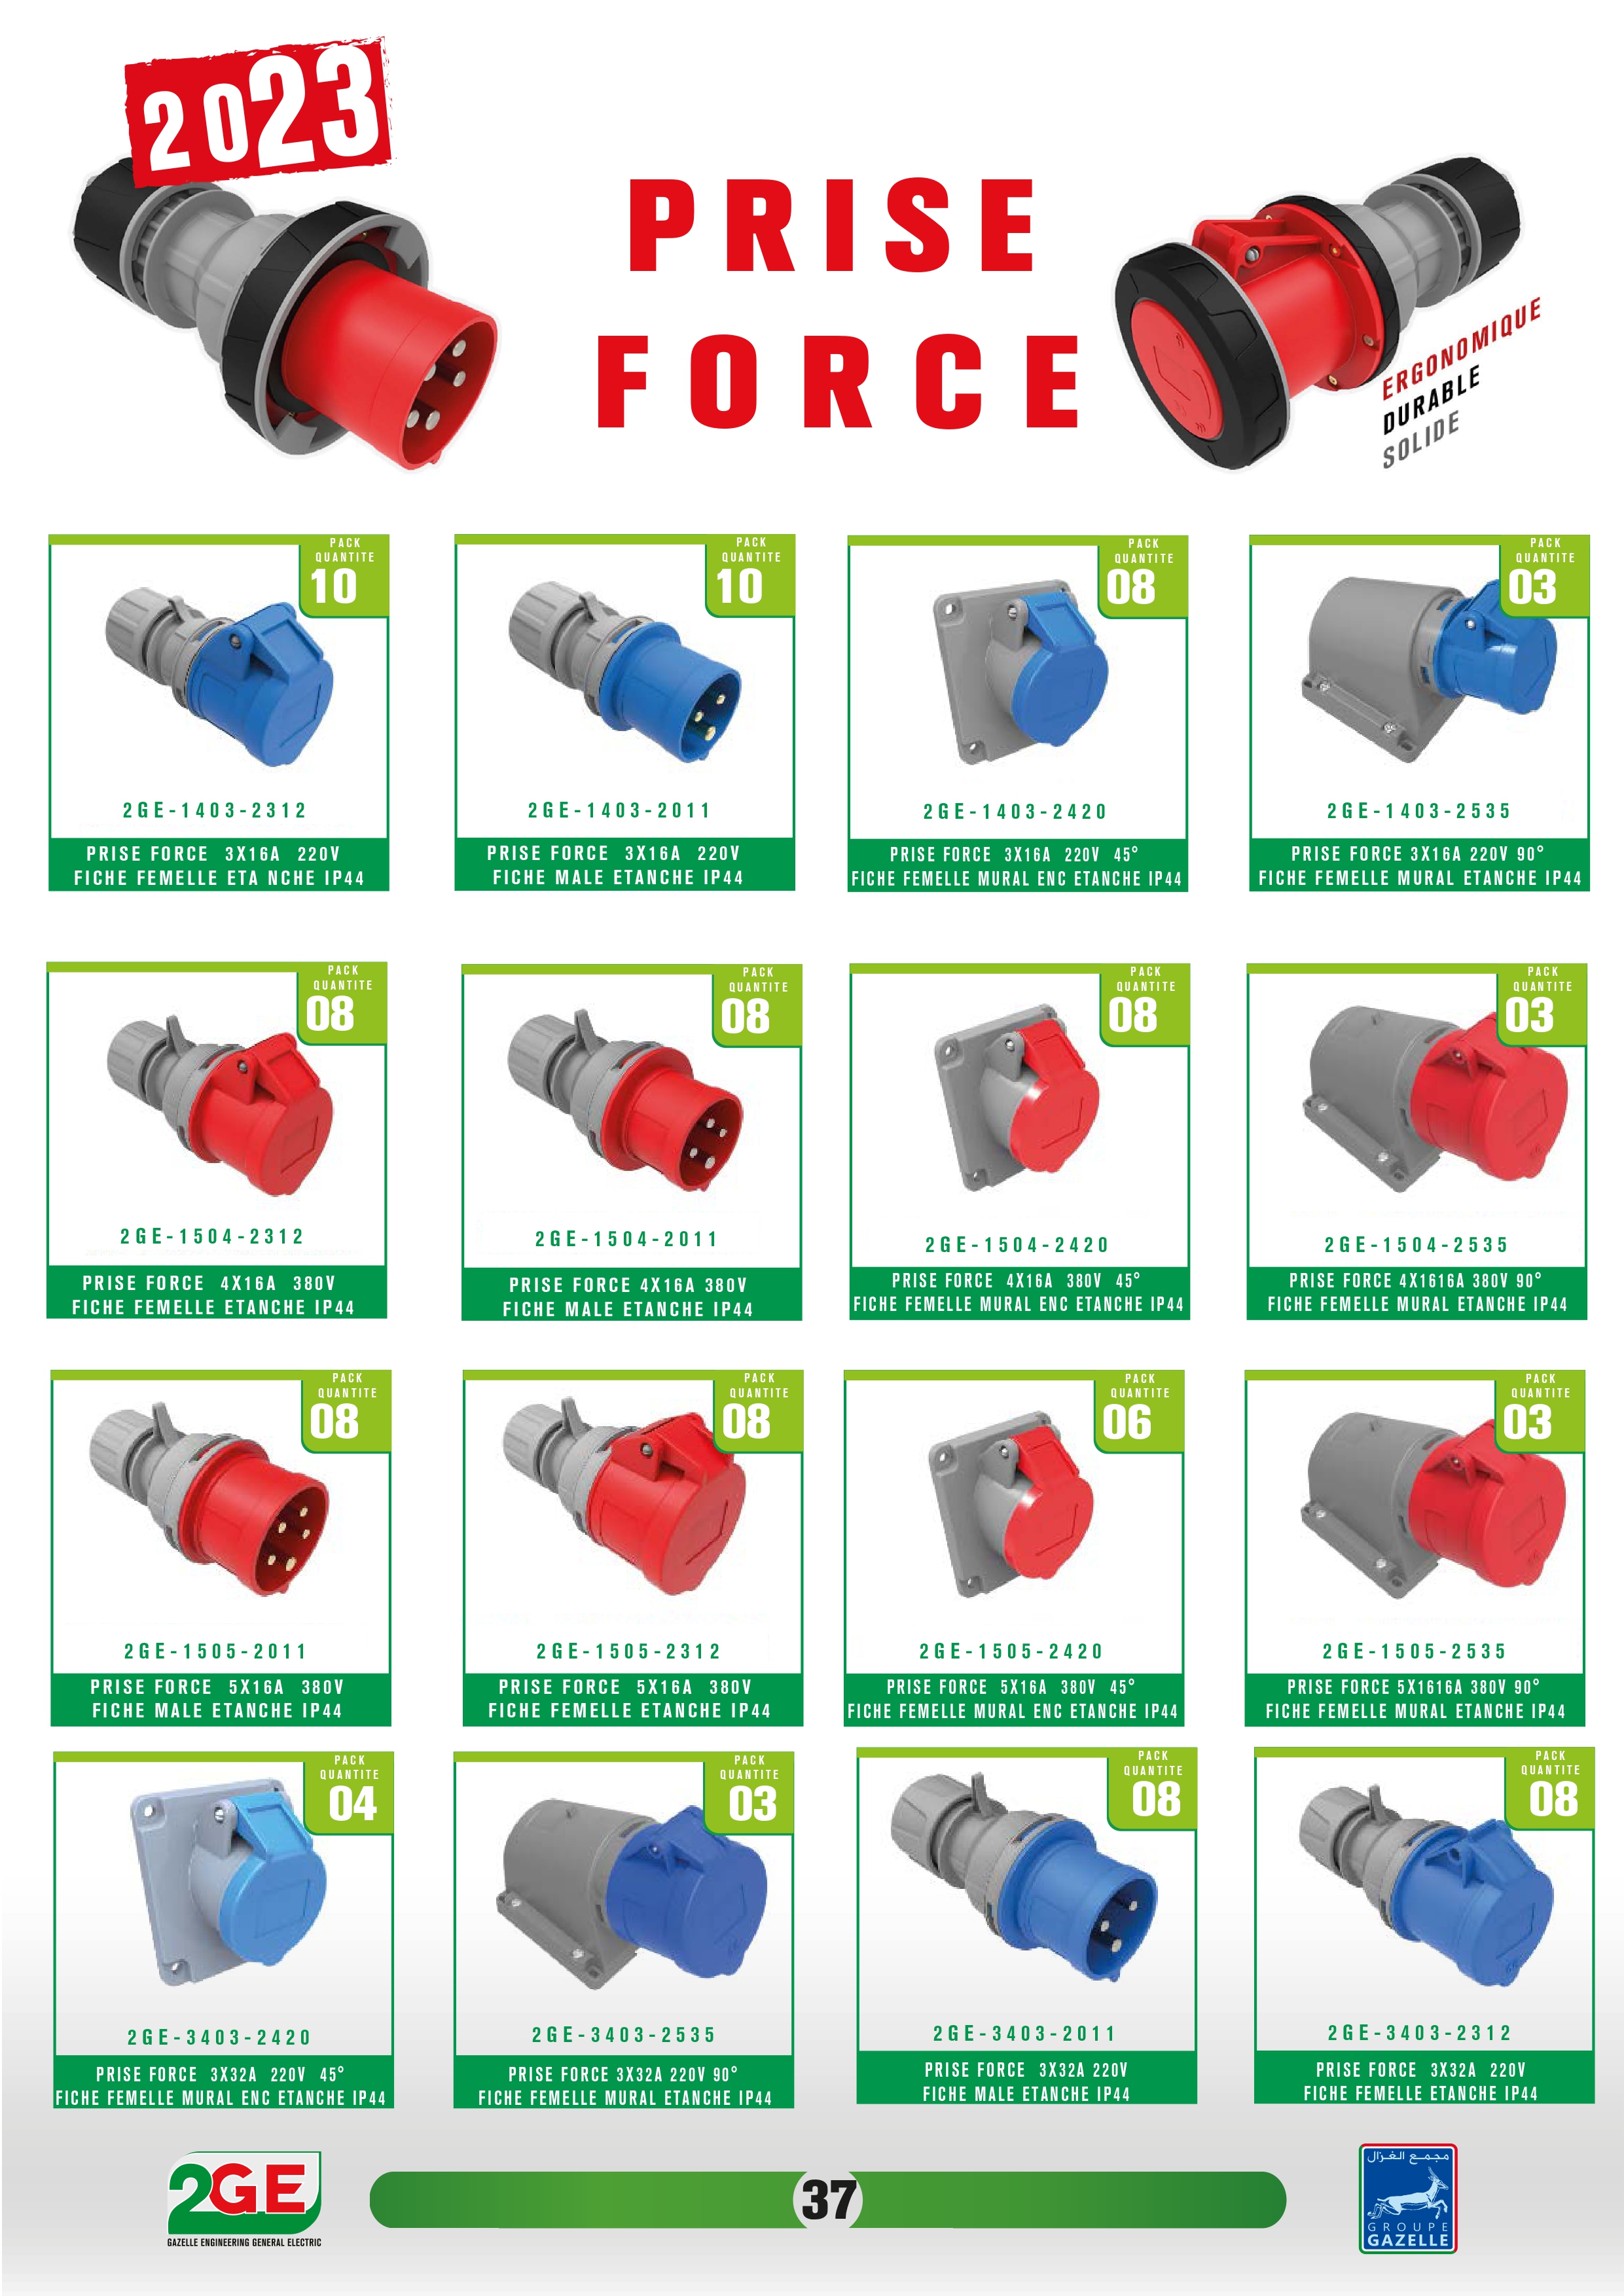 2023
PRISE
FORCE
ERGONOMIQUE
DURABLE
SOLIDE
PACK
QUANTITE
10
2GE-1403-2312
PRISE FORCE 3X16A 220V
FICHE FEMELLE ETA NCHE IP44
PACK
QUANTITE
10
2GE-1403-2011
PRISE FORCE 3X16A 220V
FICHE MALE ETANCHE IP44
PACK
QUANTITE
08
2GE-1403-2420
PRISE FORCE 3X16A 220V 45°
FICHE FEMELLE MURAL ENC ETANCHE IP44
PACK
QUANTITE
03
2GE-1403-2535
PRISE FORCE 3X16A 220V 90°
FICHE FEMELLE MURAL ETANCHE IP44
PACK
QUANTITE
08
2GE-1504-2312
PRISE FORCE 4X16A 380V
FICHE FEMELLE ETANCHE IP44
PACK
QUANTITE
08
2GE-1504-2011
PRISE FORCE 4X16A 380V
FICHE MALE ETANCHE IP44
PACK
QUANTITE
08
2GE-1504-2420
PRISE FORCE 4X16A 380V 45°
FICHE FEMELLE MURAL ENC ETANCHE IP44
PACK
QUANTITE
03
2GE-1504-2535
PRISE FORCE 4X1616A 380V 90°
FICHE FEMELLE MURAL ETANCHE IP44
PACK
QUANTITE
08
2GE-1505-2011
PRISE FORCE 5X16A 380V
FICHE MALE ETANCHE IP44
PACK
QUANTITE
08
2GE-1505-2312
PRISE FORCE 5X16A 380V
FICHE FEMELLE ETANCHE IP44
PACK
QUANTITE
06
2GE-1505-2420
PRISE FORCE 5X16A 380V 45°
FICHE FEMELLE MURAL ENC ETANCHE IP44
PACK
QUANTITE
03
2GE-1505-2535
PRISE FORCE 5X1616A 380V 90°
FICHE FEMELLE MURAL ETANCHE IP44
PACK
QUANTITE
04
2GE-3403-2420
PRISE FORCE 3X32A 220V 45°
FICHE FEMELLE MURAL ENC ETANCHE IP44
PACK
QUANTITE
03
2GE-3403-2535
PRISE FORCE 3X32A 220V 90°
FICHE FEMELLE MURAL ETANCHE IP44
PACK
QUANTITE
08
2GE-3403-2011
PRISE FORCE 3X32A 220V
FICHE MALE ETANCHE IP44
PACK
QUANTITE
08
2GE-3403-2312
PRISE FORCE 3X32A 220V
FICHE FEMELLE ETANCHE IP44
2GE
GAZELLE ENGINEERING GENERAL ELECTRIC
37
مجمع الغزال
GROUPE
GAZELLE